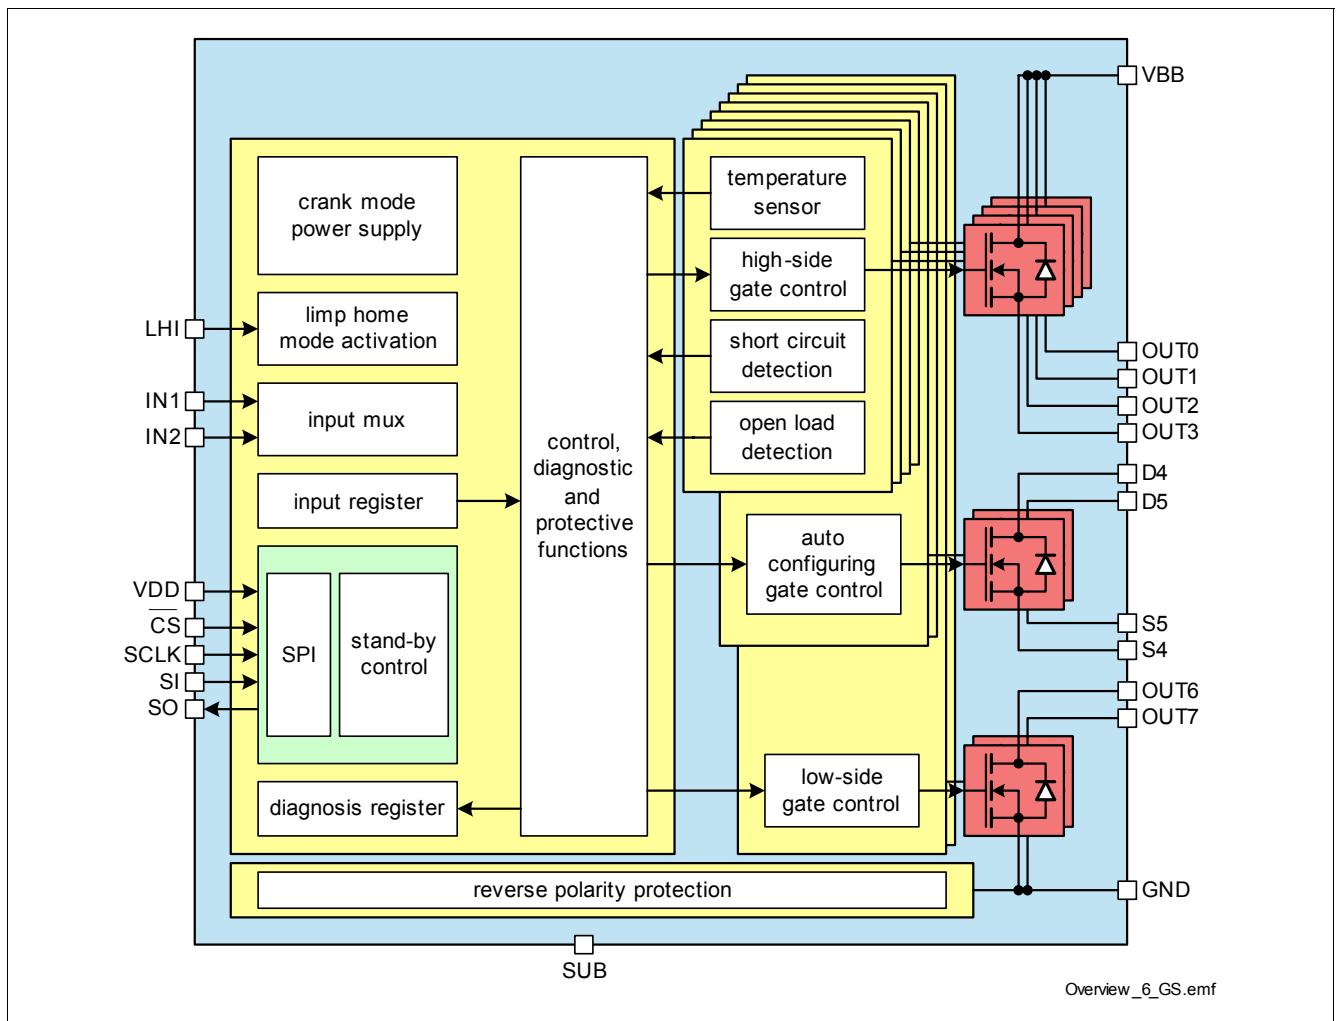 VBB
crank mode
power supply
temperature
sensor
high-side
gate control
LHI
limp home
mode activation
short circuit
detection
OUT0
OUT1
OUT2
OUT3
IN1
IN2
input mux
open load
detection
control,
diagnostic
and
protective
functions
input register
D4
D5
auto
configuring
gate control
VDD
CS
SCLK
SI
SO
SPI
stand-by
control
S5
S4
OUT6
OUT7
diagnosis register
low-side
gate control
reverse polarity protection
GND
SUB
Overview_6_GS.emf